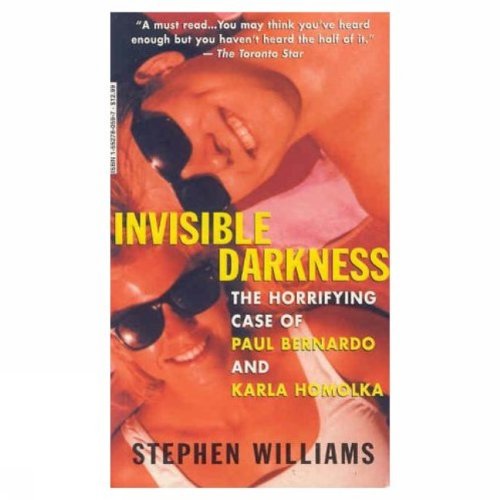 "A must read...You may think you've heard
enough but you haven't heard the half of it."
— The Toronto Star
INVISIBLE
DARKNESS
THE HORRIFYING
CASE OF
PAUL BERNARDO
AND
KARLA HOMOLKA
STEPHEN WILLIAMS